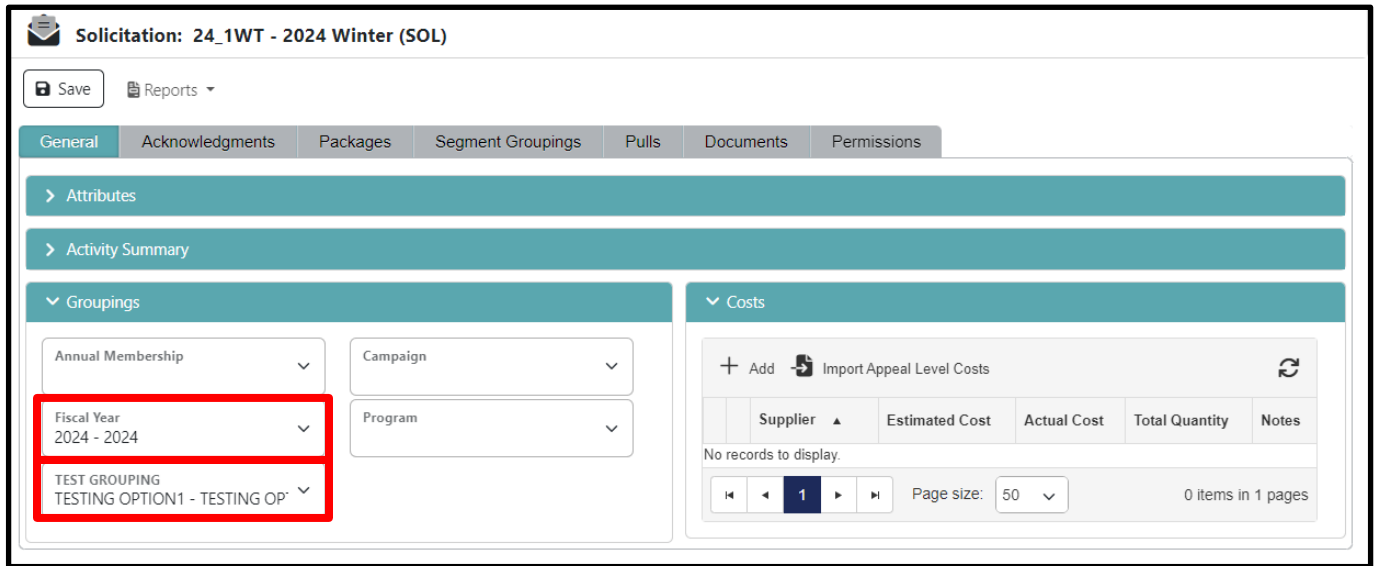 Solicitation: 24_1WT - 2024 Winter (SOL)
Save Reports
General Acknowledgments Packages Segment Groupings Pulls Documents Permissions
Attributes
Activity Summary
Groupings
Annual Membership
Campaign
Fiscal Year
2024 - 2024
Program
TEST GROUPING
TESTING OPTION1 - TESTING OP
Costs
Add Import Appeal Level Costs
Supplier ▲ Estimated Cost Actual Cost Total Quantity Notes
No records to display.
1 Page size: 50 0 items in 1 pages